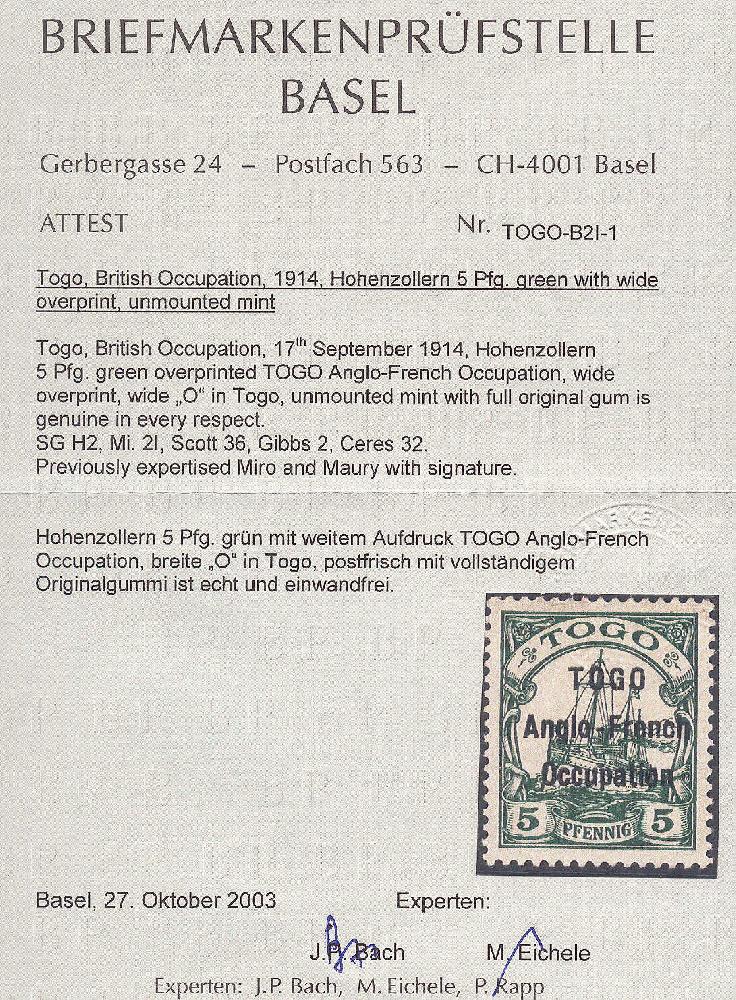 BRIEFMARKENPRÜFSTELLE
BASEL
Gerbergasse 24 – Postfach 563 – CH-4001 Basel
ATTEST Nr. TOGO-B2I-1
Togo, British Occupation, 1914, Hohenzollern 5 Pfg. green with wide
overprint, unmounted mint
Togo, British Occupation, 17th September 1914, Hohenzollern
5 Pfg. green overprinted TOGO Anglo-French Occupation, wide
overprint, wide „O“ in Togo, unmounted mint with full original gum is
genuine in every respect.
SG H2, Mi. 2I, Scott 36, Gibbs 2, Ceres 32.
Previously expertised Miro and Maury with signature.
Hohenzollern 5 Pfg. grün mit weitem Aufdruck TOGO Anglo-French
Occupation, breite „O“ in Togo, postfrisch mit vollständigem
Originalgummi ist echt und einwandfrei.
TOGO
TOGO
Anglo-French
Occupation
5 PFENNIG 5
Basel, 27. Oktober 2003 Experten:
J.P. Bach M. Eichele
Experten: J.P. Bach, M. Eichele, P. Rapp